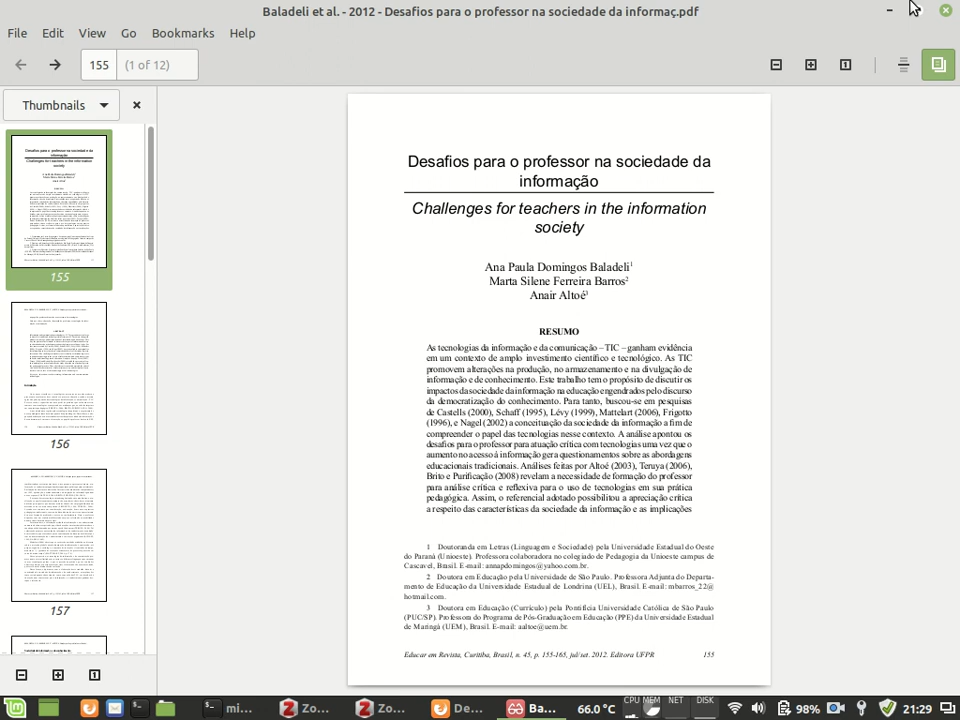 Baladeli et al. - 2012 - Desafios para o professor na sociedade da informaç.pdf
File Edit View Go Bookmarks Help
155 (1 of 12)
Thumbnails
155
156
157
Desafios para o professor na sociedade da
informação
Challenges for teachers in the information
society
Ana Paula Domingos Baladeli1
Marta Silene Ferreira Barros2
Anair Altoé3
RESUMO
As tecnologias da informação e da comunicação – TIC – ganham evidência
em um contexto de amplo investimento científico e tecnológico. As TIC
promovem alterações na produção, no armazenamento e na divulgação de
informação e de conhecimento. Este trabalho tem o propósito de discutir os
impactos da sociedade da informação na educação engendrados pelo discurso
da democratização do conhecimento. Para tanto, buscou-se em pesquisas
de Castells (2000), Schaff (1995), Lévy (1999), Mattelart (2006), Frigotto
(1996), e Nagel (2002) a conceituação da sociedade da informação a fim de
compreender o papel das tecnologias nesse contexto. A análise apontou os
desafios para o professor para atuação crítica com tecnologias uma vez que o
aumento no acesso à informação gera questionamentos sobre as abordagens
educacionais tradicionais. Análises feitas por Altoé (2003), Teruya (2006),
Brito e Purificação (2008) revelam a necessidade de formação do professor
para análise crítica e reflexiva para o uso de tecnologias em sua prática
pedagógica. Assim, o referencial adotado possibilitou a apreciação crítica
a respeito das características da sociedade da informação e as implicações
1 Doutoranda em Letras (Linguagem e Sociedade) pela Universidade Estadual do Oeste
do Paraná (Unioeste). Professora colaboradora no colegiado de Pedagogia da Unioeste campus de
Cascavel, Brasil. E-mail: annapdomingos@yahoo.com.br.
2 Doutora em Educação pela Universidade de São Paulo. Professora Adjunta do Departa-
mento de Educação da Universidade Estadual de Londrina (UEL), Brasil. E-mail: mbarros_22@
hotmail.com.
3 Doutora em Educação (Currículo) pela Pontifícia Universidade Católica de São Paulo
(PUC/SP). Professora do Programa de Pós-Graduação em Educação (PPE) da Universidade Estadual
de Maringá (UEM), Brasil. E-mail: aaltoe@uem.br.
Educar em Revista, Curitiba, Brasil, n. 45, p. 155-165, jul/set. 2012. Editora UFPR 155
mi... Zo... Zo... De... Ba... 66.0 °C CPU MEM NET DISK 98% 21:29